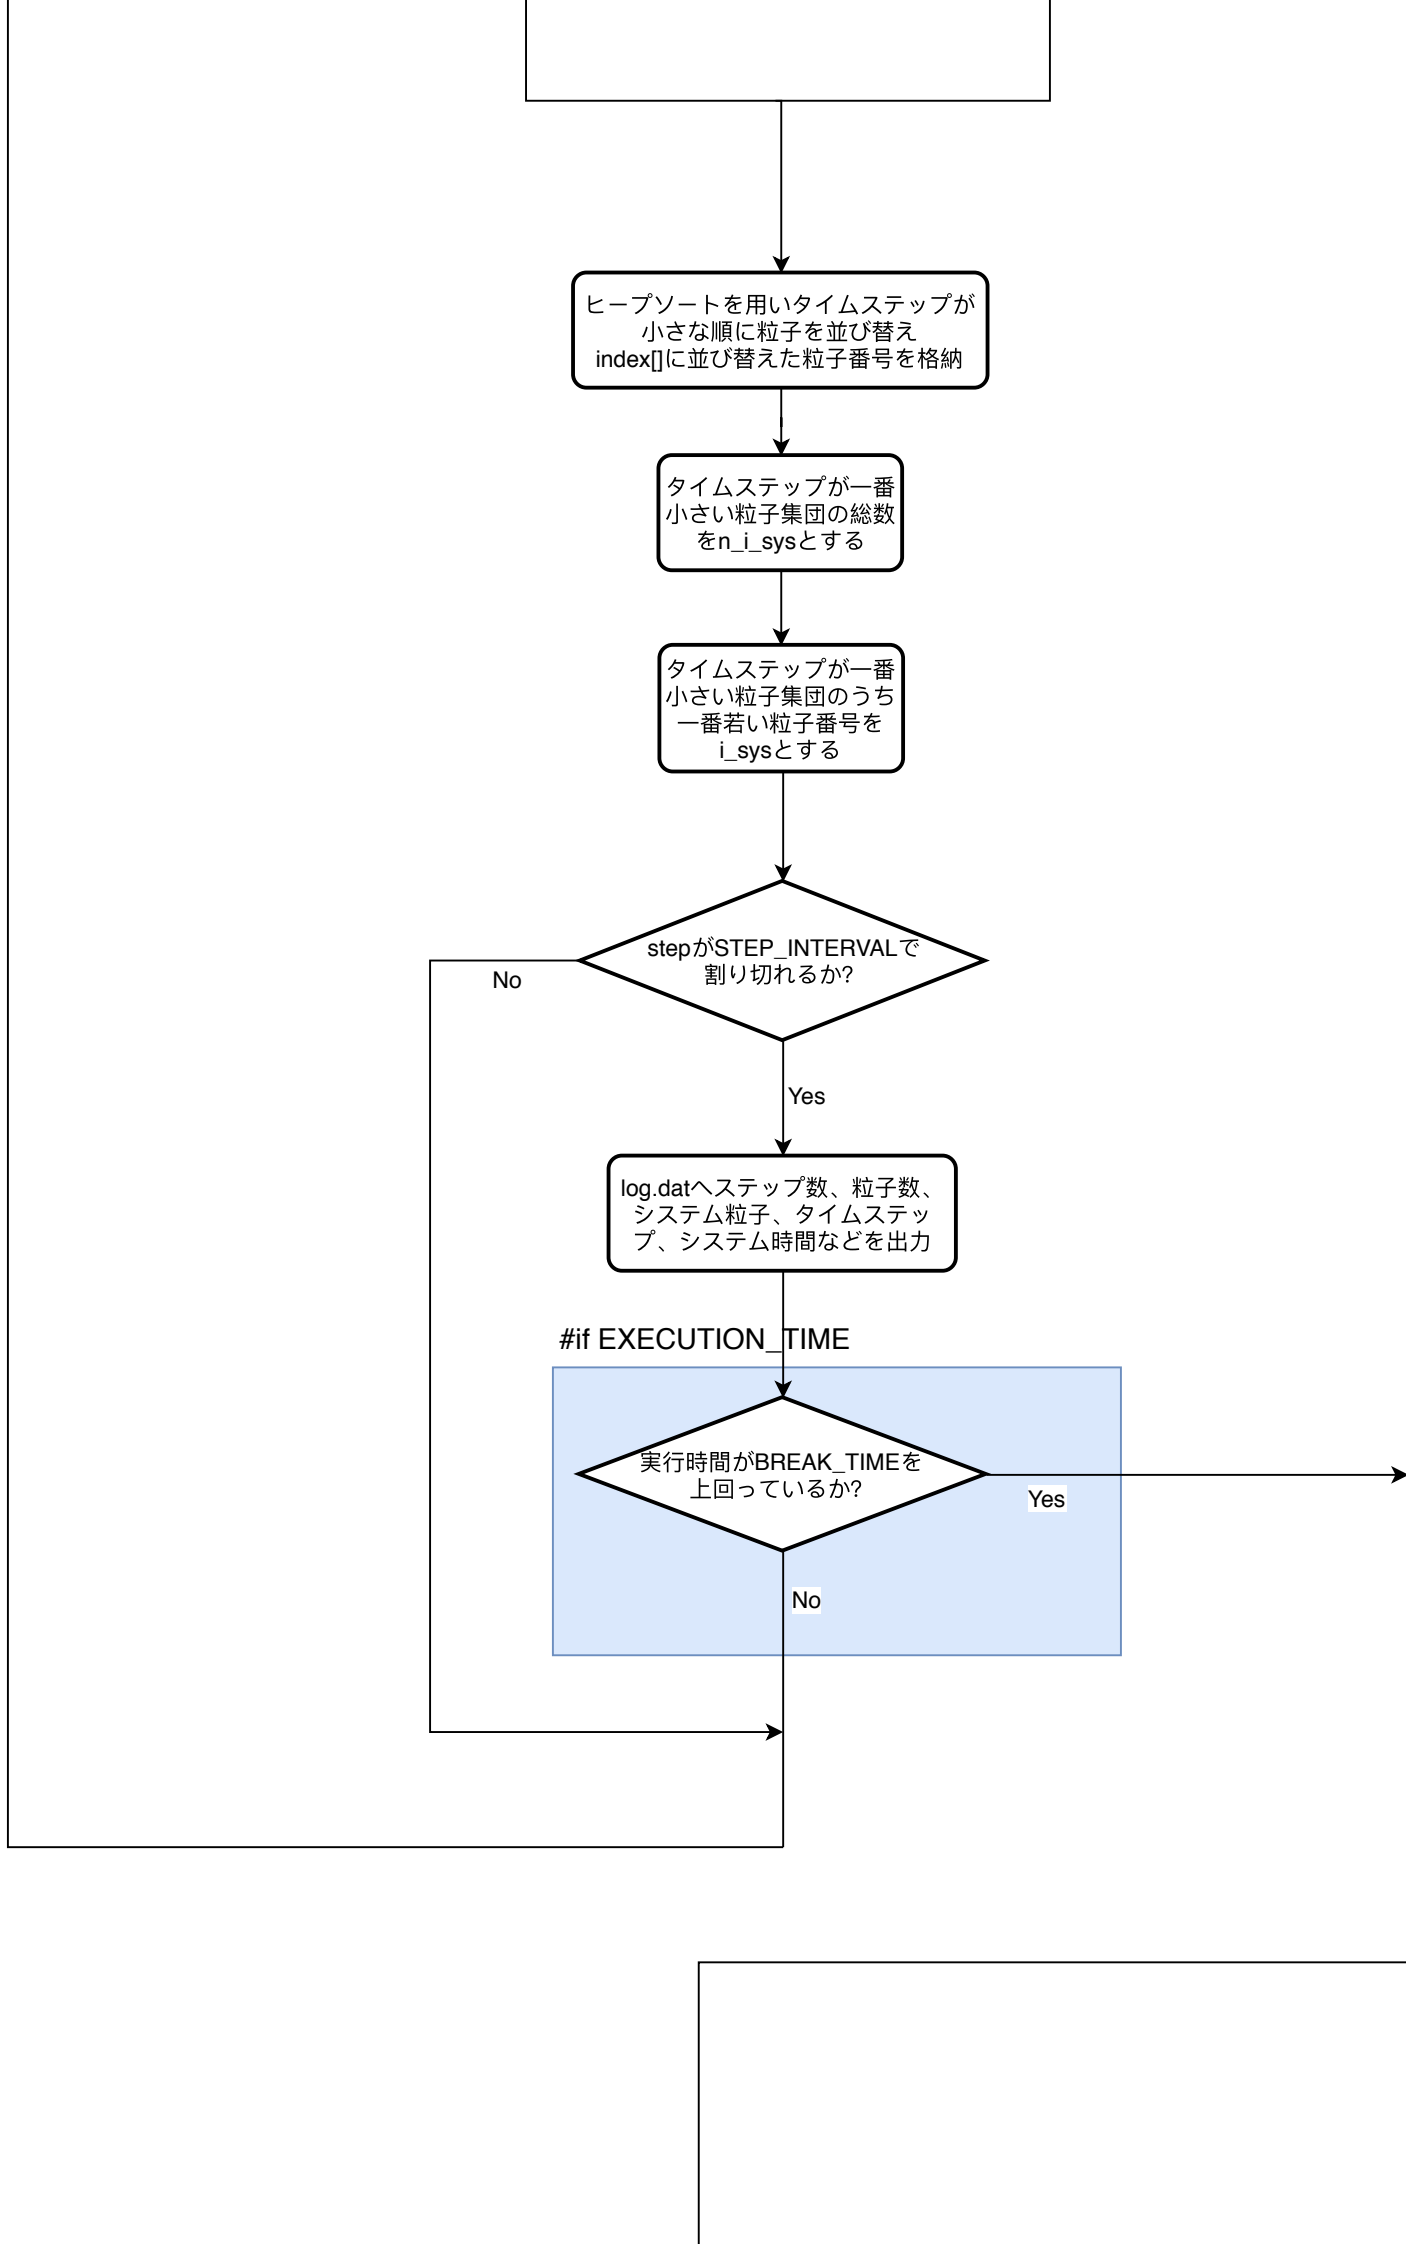 ヒープソートを用いタイムステップが
小さな順に粒子を並び替え
index[]に並び替えた粒子番号を格納
タイムステップが一番
小さい粒子集団の総数
をn_i_sysとする
タイムステップが一番
小さい粒子集団のうち
一番若い粒子番号を
i_sysとする
stepがSTEP_INTERVALで
割り切れるか?
No
Yes
log.datへステップ数、粒子数、
システム粒子、タイムステッ
プ、システム時間などを出力
#if EXECUTION_TIME
実行時間がBREAK_TIMEを
上回っているか?
Yes
No